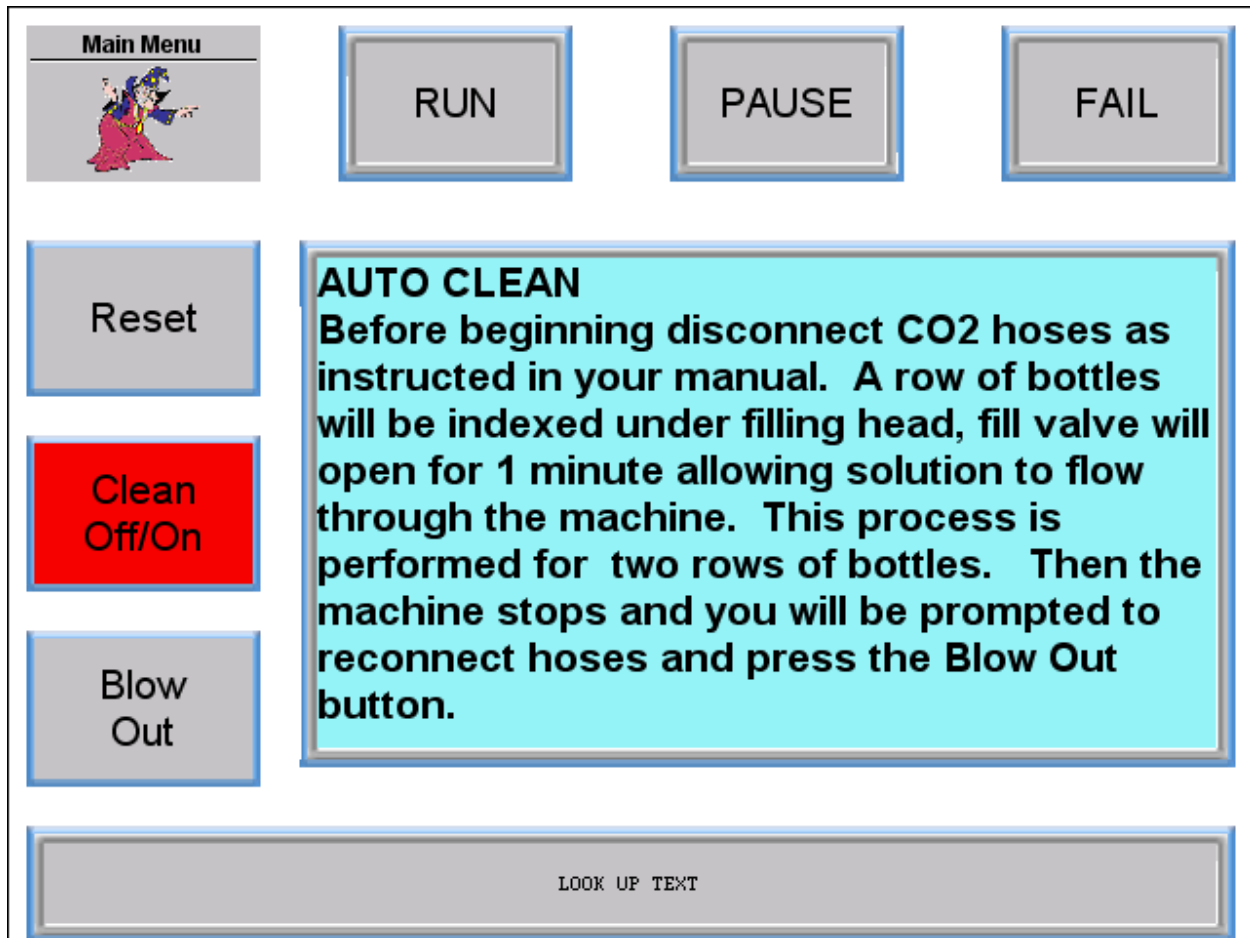 Main Menu
RUN
PAUSE
FAIL
Reset
Clean
Off/On
Blow
Out
AUTO CLEAN
Before beginning disconnect CO2 hoses as
instructed in your manual.  A row of bottles
will be indexed under filling head, fill valve will
open for 1 minute allowing solution to flow
through the machine.  This process is
performed for  two rows of bottles.   Then the
machine stops and you will be prompted to
reconnect hoses and press the Blow Out
button.
LOOK UP TEXT